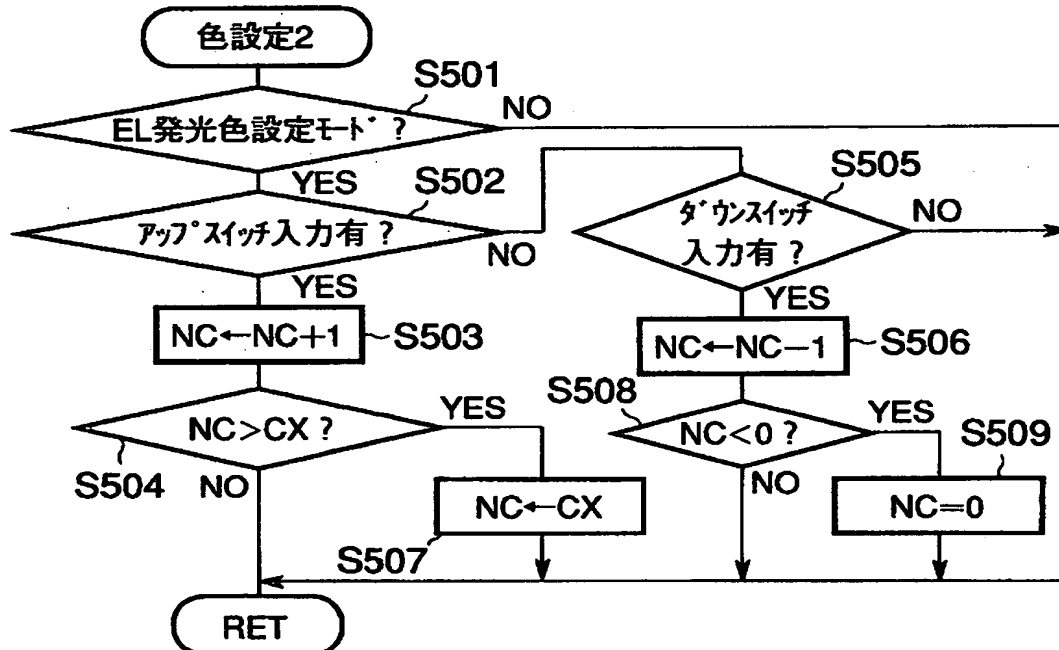 色設定2
S501
EL発光色設定モード?
NO
YES
S502
アップスイッチ入力有?
NO
YES
S505
ダウンスイッチ
入力有?
NO
YES
NC←NC+1
S503
NC←NC−1
S506
NC>CX?
S504
YES
NO
S508
NC<0?
YES
NO
S509
NC←CX
S507
NC=0
RET